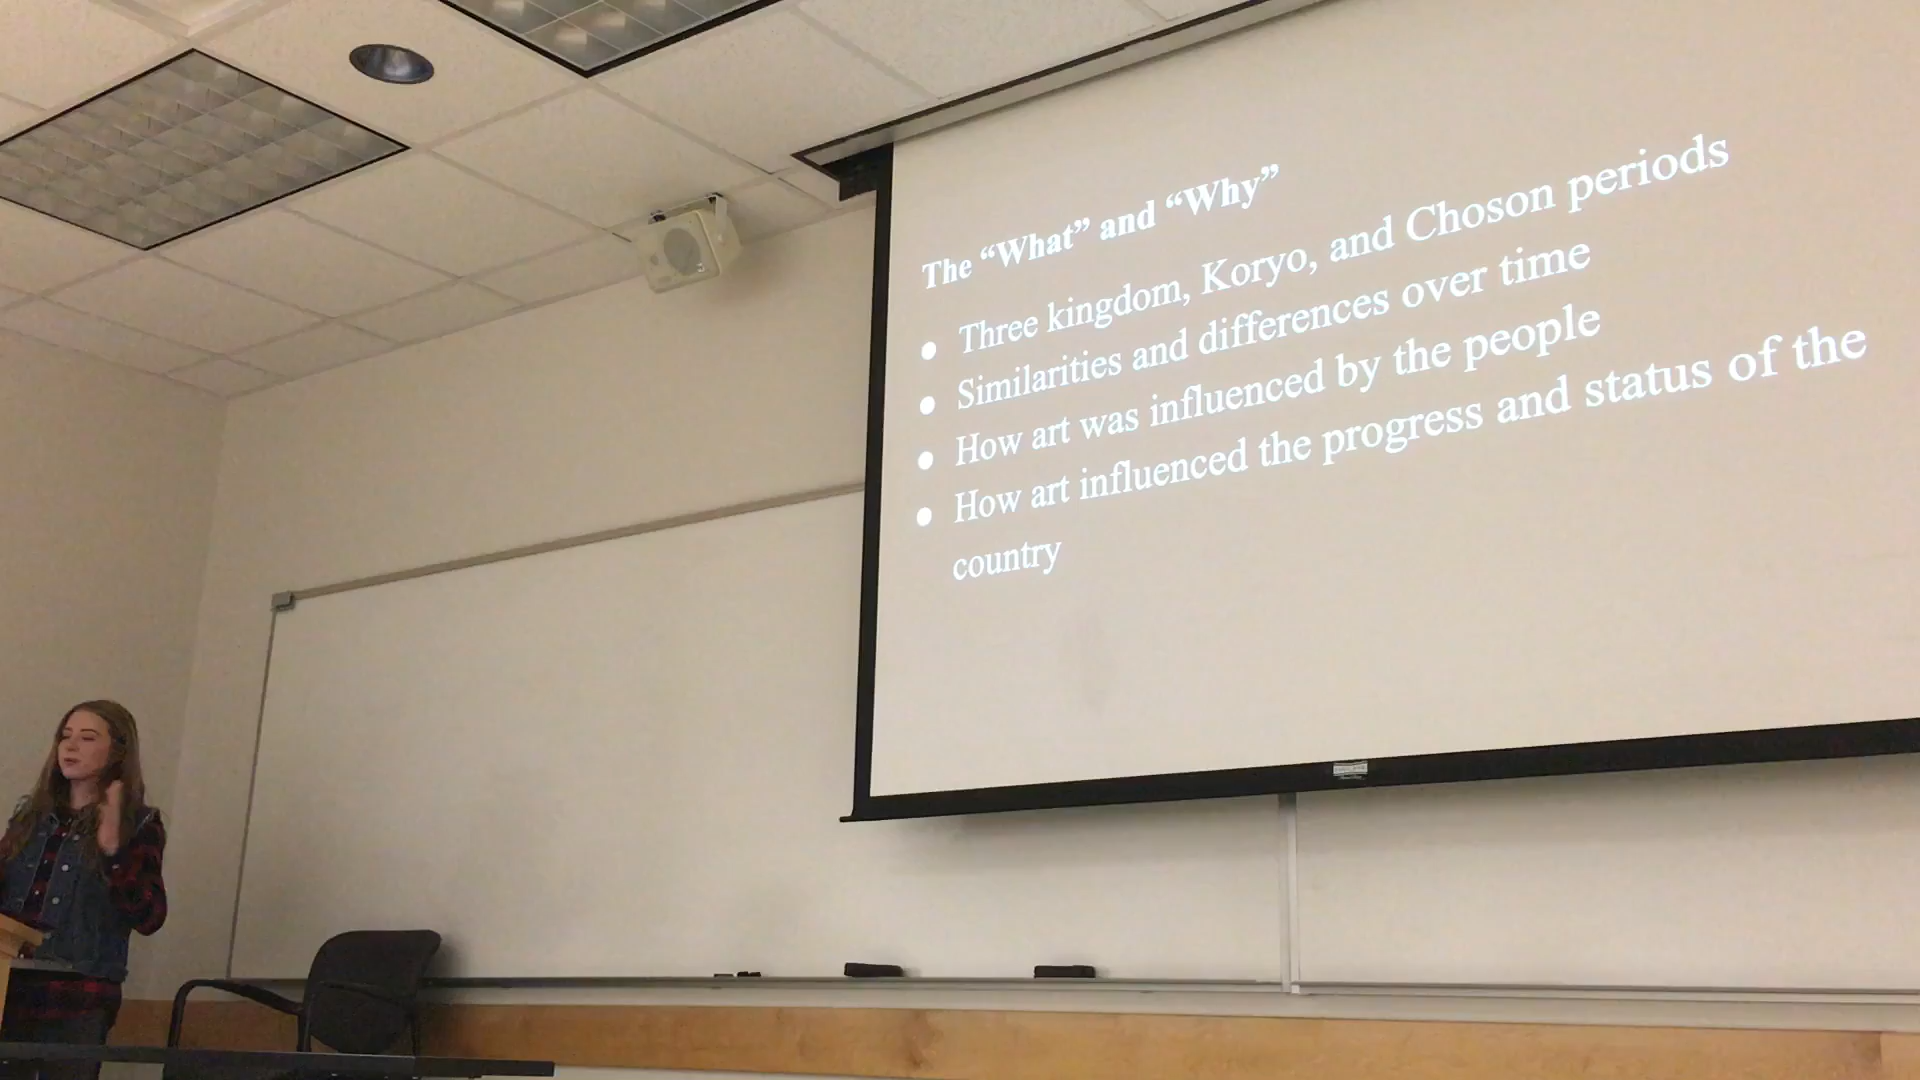 The “What” and “Why”
● Three kingdom, Koryo, and Choson periods
● Similarities and differences over time
● How art was influenced by the people
● How art influenced the progress and status of the
country